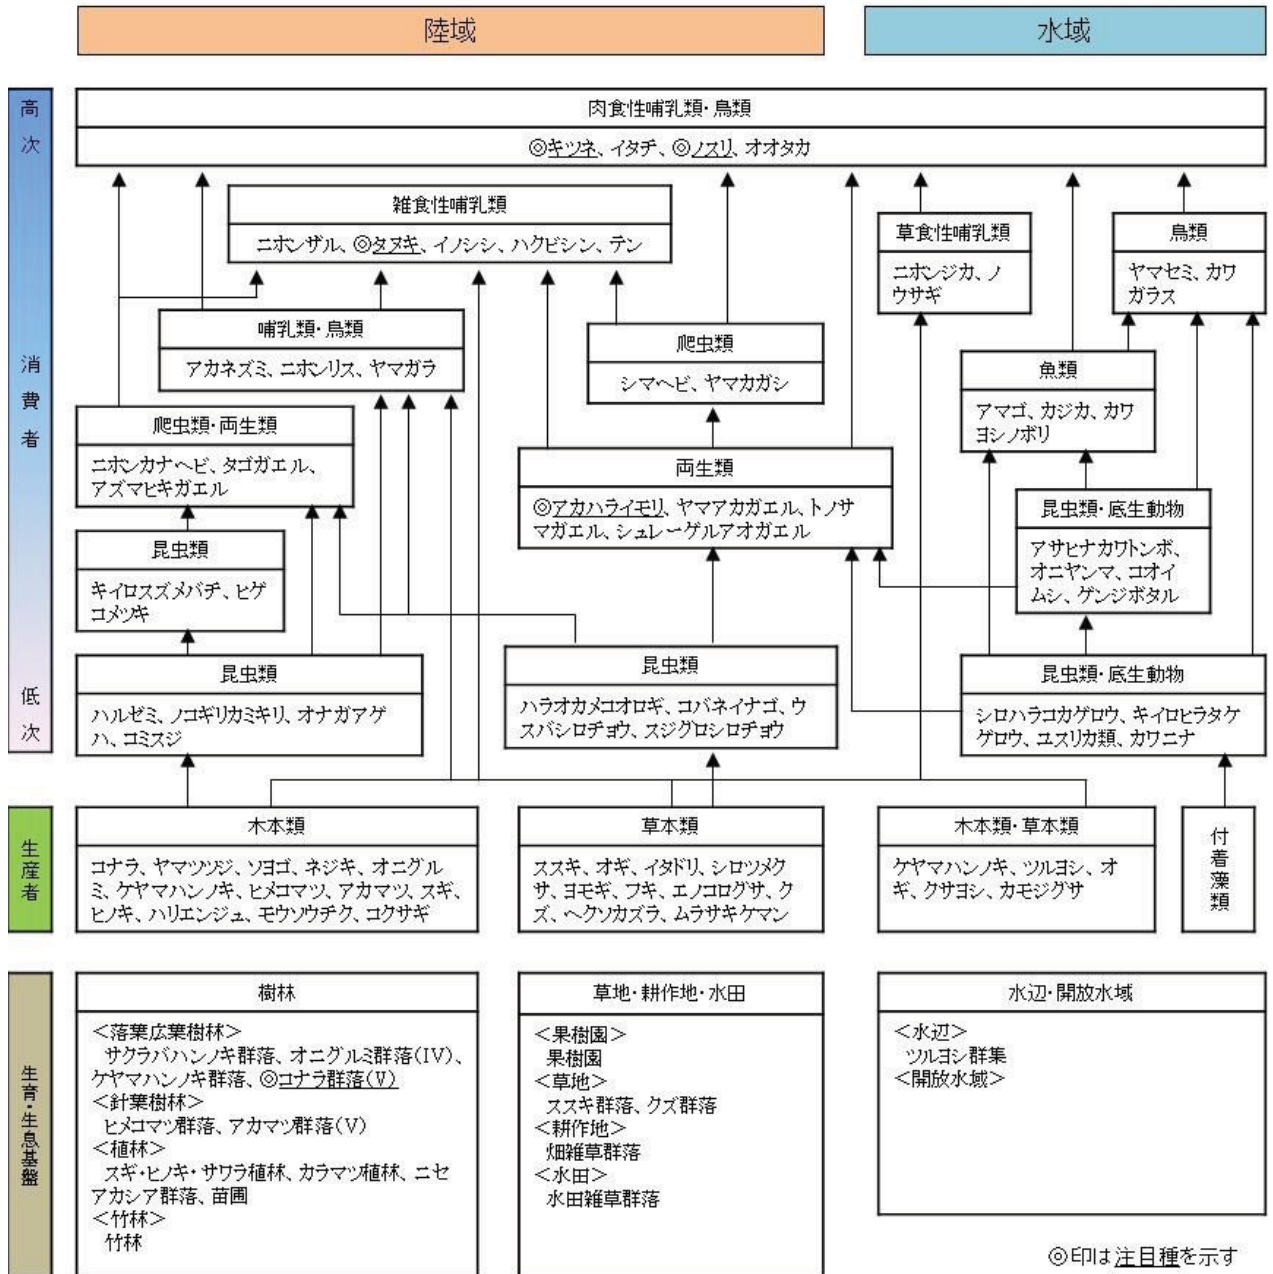 陸域
水域
高次
消費者
低次
生産者
生育・生息基盤
肉食性哺乳類・鳥類
◎キツネ、イタチ、◎ノスリ、オオタカ
雑食性哺乳類
ニホンザル、◎タヌキ、イノシシ、ハクビシン、テン
草食性哺乳類
ニホンジカ、ノ
ウサギ
鳥類
ヤマセミ、カワ
ガラス
哺乳類・鳥類
アカネズミ、ニホンリス、ヤマガラ
爬虫類
シマヘビ、ヤマカガシ
魚類
アマゴ、カジカ、カワ
ヨシノボリ
爬虫類・両生類
ニホンカナヘビ、タゴガエル、
アズマヒキガエル
両生類
◎アカハライモリ、ヤマアカガエル、トノサ
マガエル、シュレーゲルアオガエル
昆虫類・底生動物
アサヒナカワトンボ、
オニヤンマ、コオイ
ムシ、ゲンジボタル
昆虫類
キイロスズメバチ、ヒゲ
コメツキ
昆虫類
ハルゼミ、ノコギリカミキリ、オナガアゲ
ハ、コミスジ
昆虫類
ハラオカメコオロギ、コバネイナゴ、ウ
スバシロチョウ、スジグロシロチョウ
昆虫類・底生動物
シロハラコカゲロウ、キイロヒラタケ
ゲロウ、ユスリカ類、カワニナ
木本類
コナラ、ヤマツツジ、ソヨゴ、ネジキ、オニグル
ミ、ケヤマハンノキ、ヒメコマツ、アカマツ、スギ、
ヒノキ、ハリエンジュ、モウソウチク、コクサギ
草本類
ススキ、オギ、イタドリ、シロツメク
サ、ヨモギ、フキ、エノコログサ、ク
ズ、ヘクソカズラ、ムラサキケマン
木本類・草本類
ケヤマハンノキ、ツルヨシ、オ
ギ、クサヨシ、カモジグサ
付着藻類
樹林
＜落葉広葉樹林＞
サクラバハンノキ群落、オニグルミ群落(Ⅳ)、
ケヤマハンノキ群落、◎コナラ群落(Ⅴ)
＜針葉樹林＞
ヒメコマツ群落、アカマツ群落(Ⅴ)
＜植林＞
スギ・ヒノキ・サワラ植林、カラマツ植林、ニセ
アカシア群落、苗圃
＜竹林＞
竹林
草地・耕作地・水田
＜果樹園＞
果樹園
＜草地＞
ススキ群落、クズ群落
＜耕作地＞
畑雑草群落
＜水田＞
水田雑草群落
水辺・開放水域
＜水辺＞
ツルヨシ群集
＜開放水域＞
◎印は注目種を示す